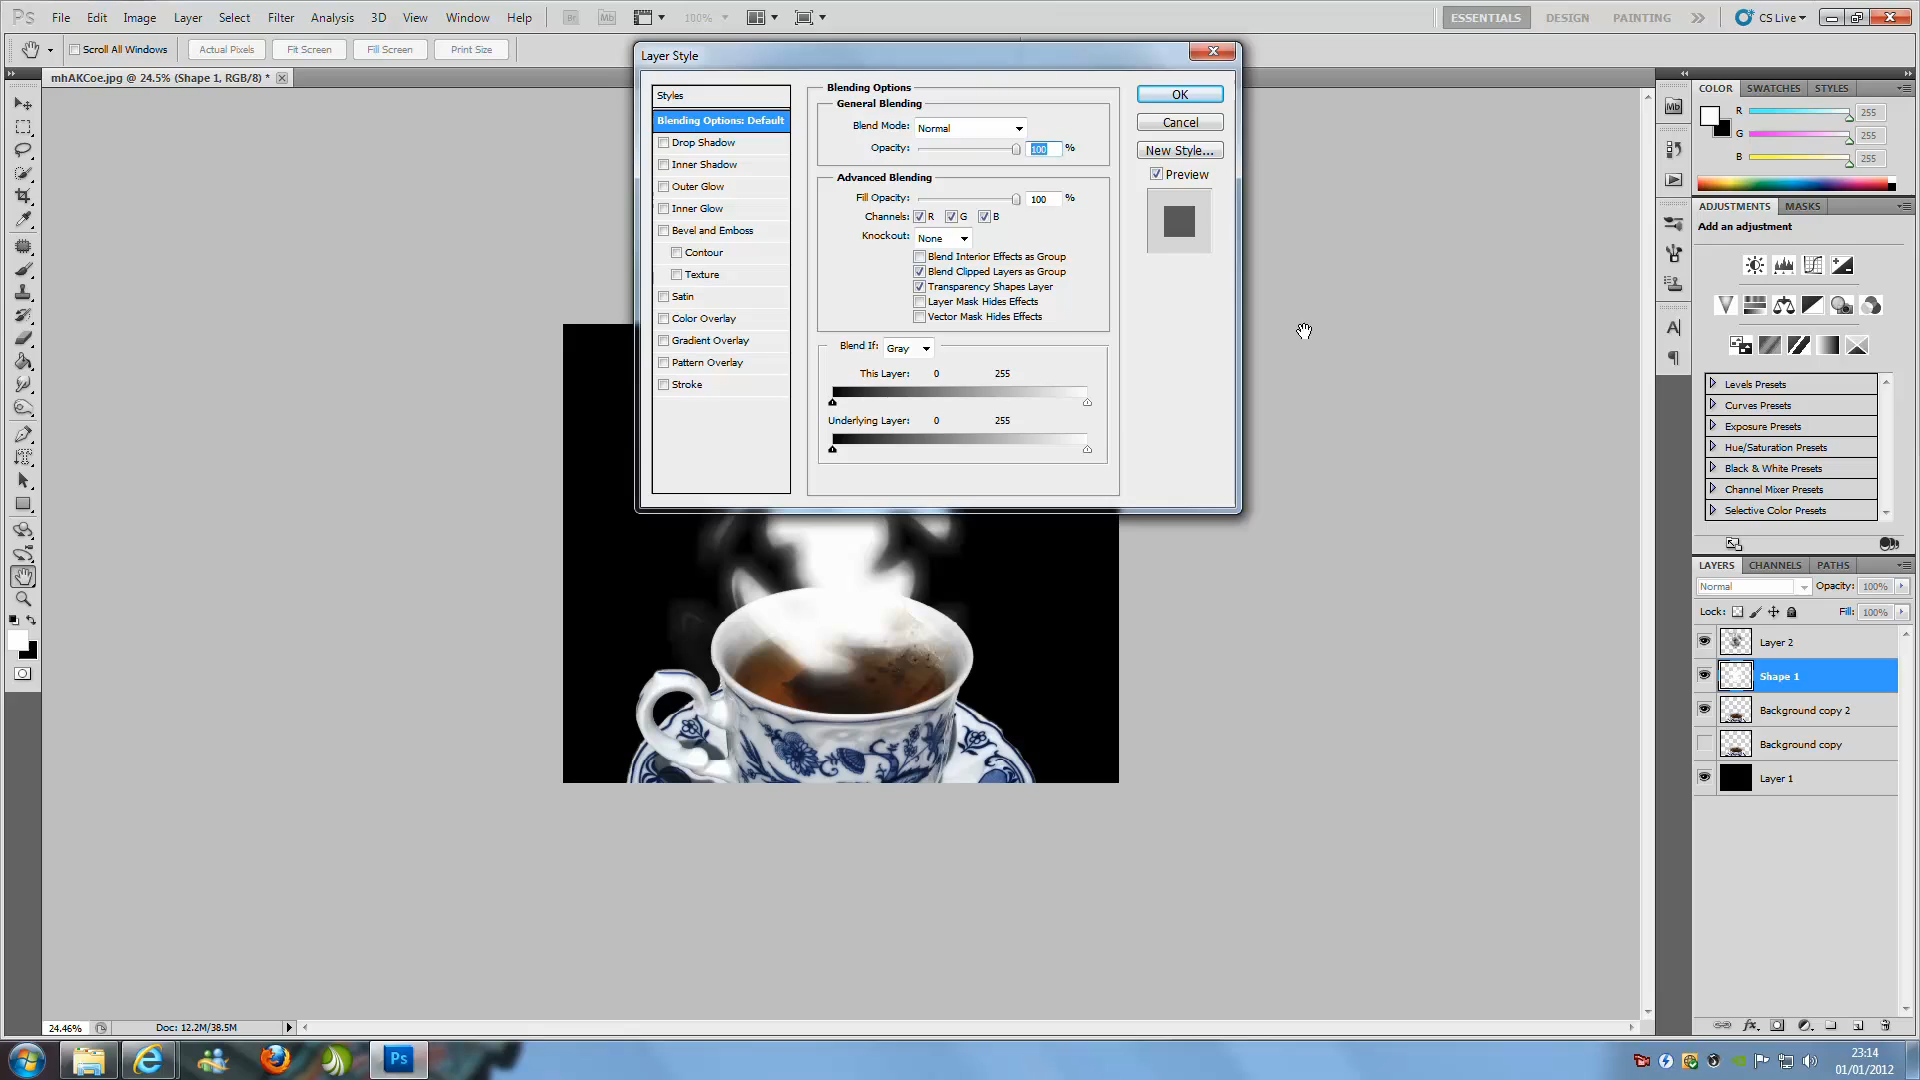 Ps File Edit Image Layer Select Filter Analysis 3D View Window Help Br Mb 100% ESSENTIALS DESIGN PAINTING CS Live
Scroll All Windows Actual Pixels Fit Screen Fill Screen Print Size
mhAKCoe.jpg @ 24.5% (Shape 1, RGB/8) *
Layer Style
Styles
Blending Options: Default
Drop Shadow
Inner Shadow
Outer Glow
Inner Glow
Bevel and Emboss
Contour
Texture
Satin
Color Overlay
Gradient Overlay
Pattern Overlay
Stroke
Blending Options
General Blending
Blend Mode: Normal
Opacity: 100 %
Advanced Blending
Fill Opacity: 100 %
Channels: R G B
Knockout: None
Blend Interior Effects as Group
Blend Clipped Layers as Group
Transparency Shapes Layer
Layer Mask Hides Effects
Vector Mask Hides Effects
Blend If: Gray
This Layer: 0 255
Underlying Layer: 0 255
OK
Cancel
New Style...
Preview
Mb
COLOR SWATCHES STYLES
R 255
G 255
B 255
ADJUSTMENTS MASKS
Add an adjustment
Levels Presets
Curves Presets
Exposure Presets
Hue/Saturation Presets
Black & White Presets
Channel Mixer Presets
Selective Color Presets
LAYERS CHANNELS PATHS
Normal Opacity: 100%
Lock: Fill: 100%
Layer 2
Shape 1
Background copy 2
Background copy
Layer 1
24.46% Doc: 12.2M/38.5M
Ps
23:14
01/01/2012